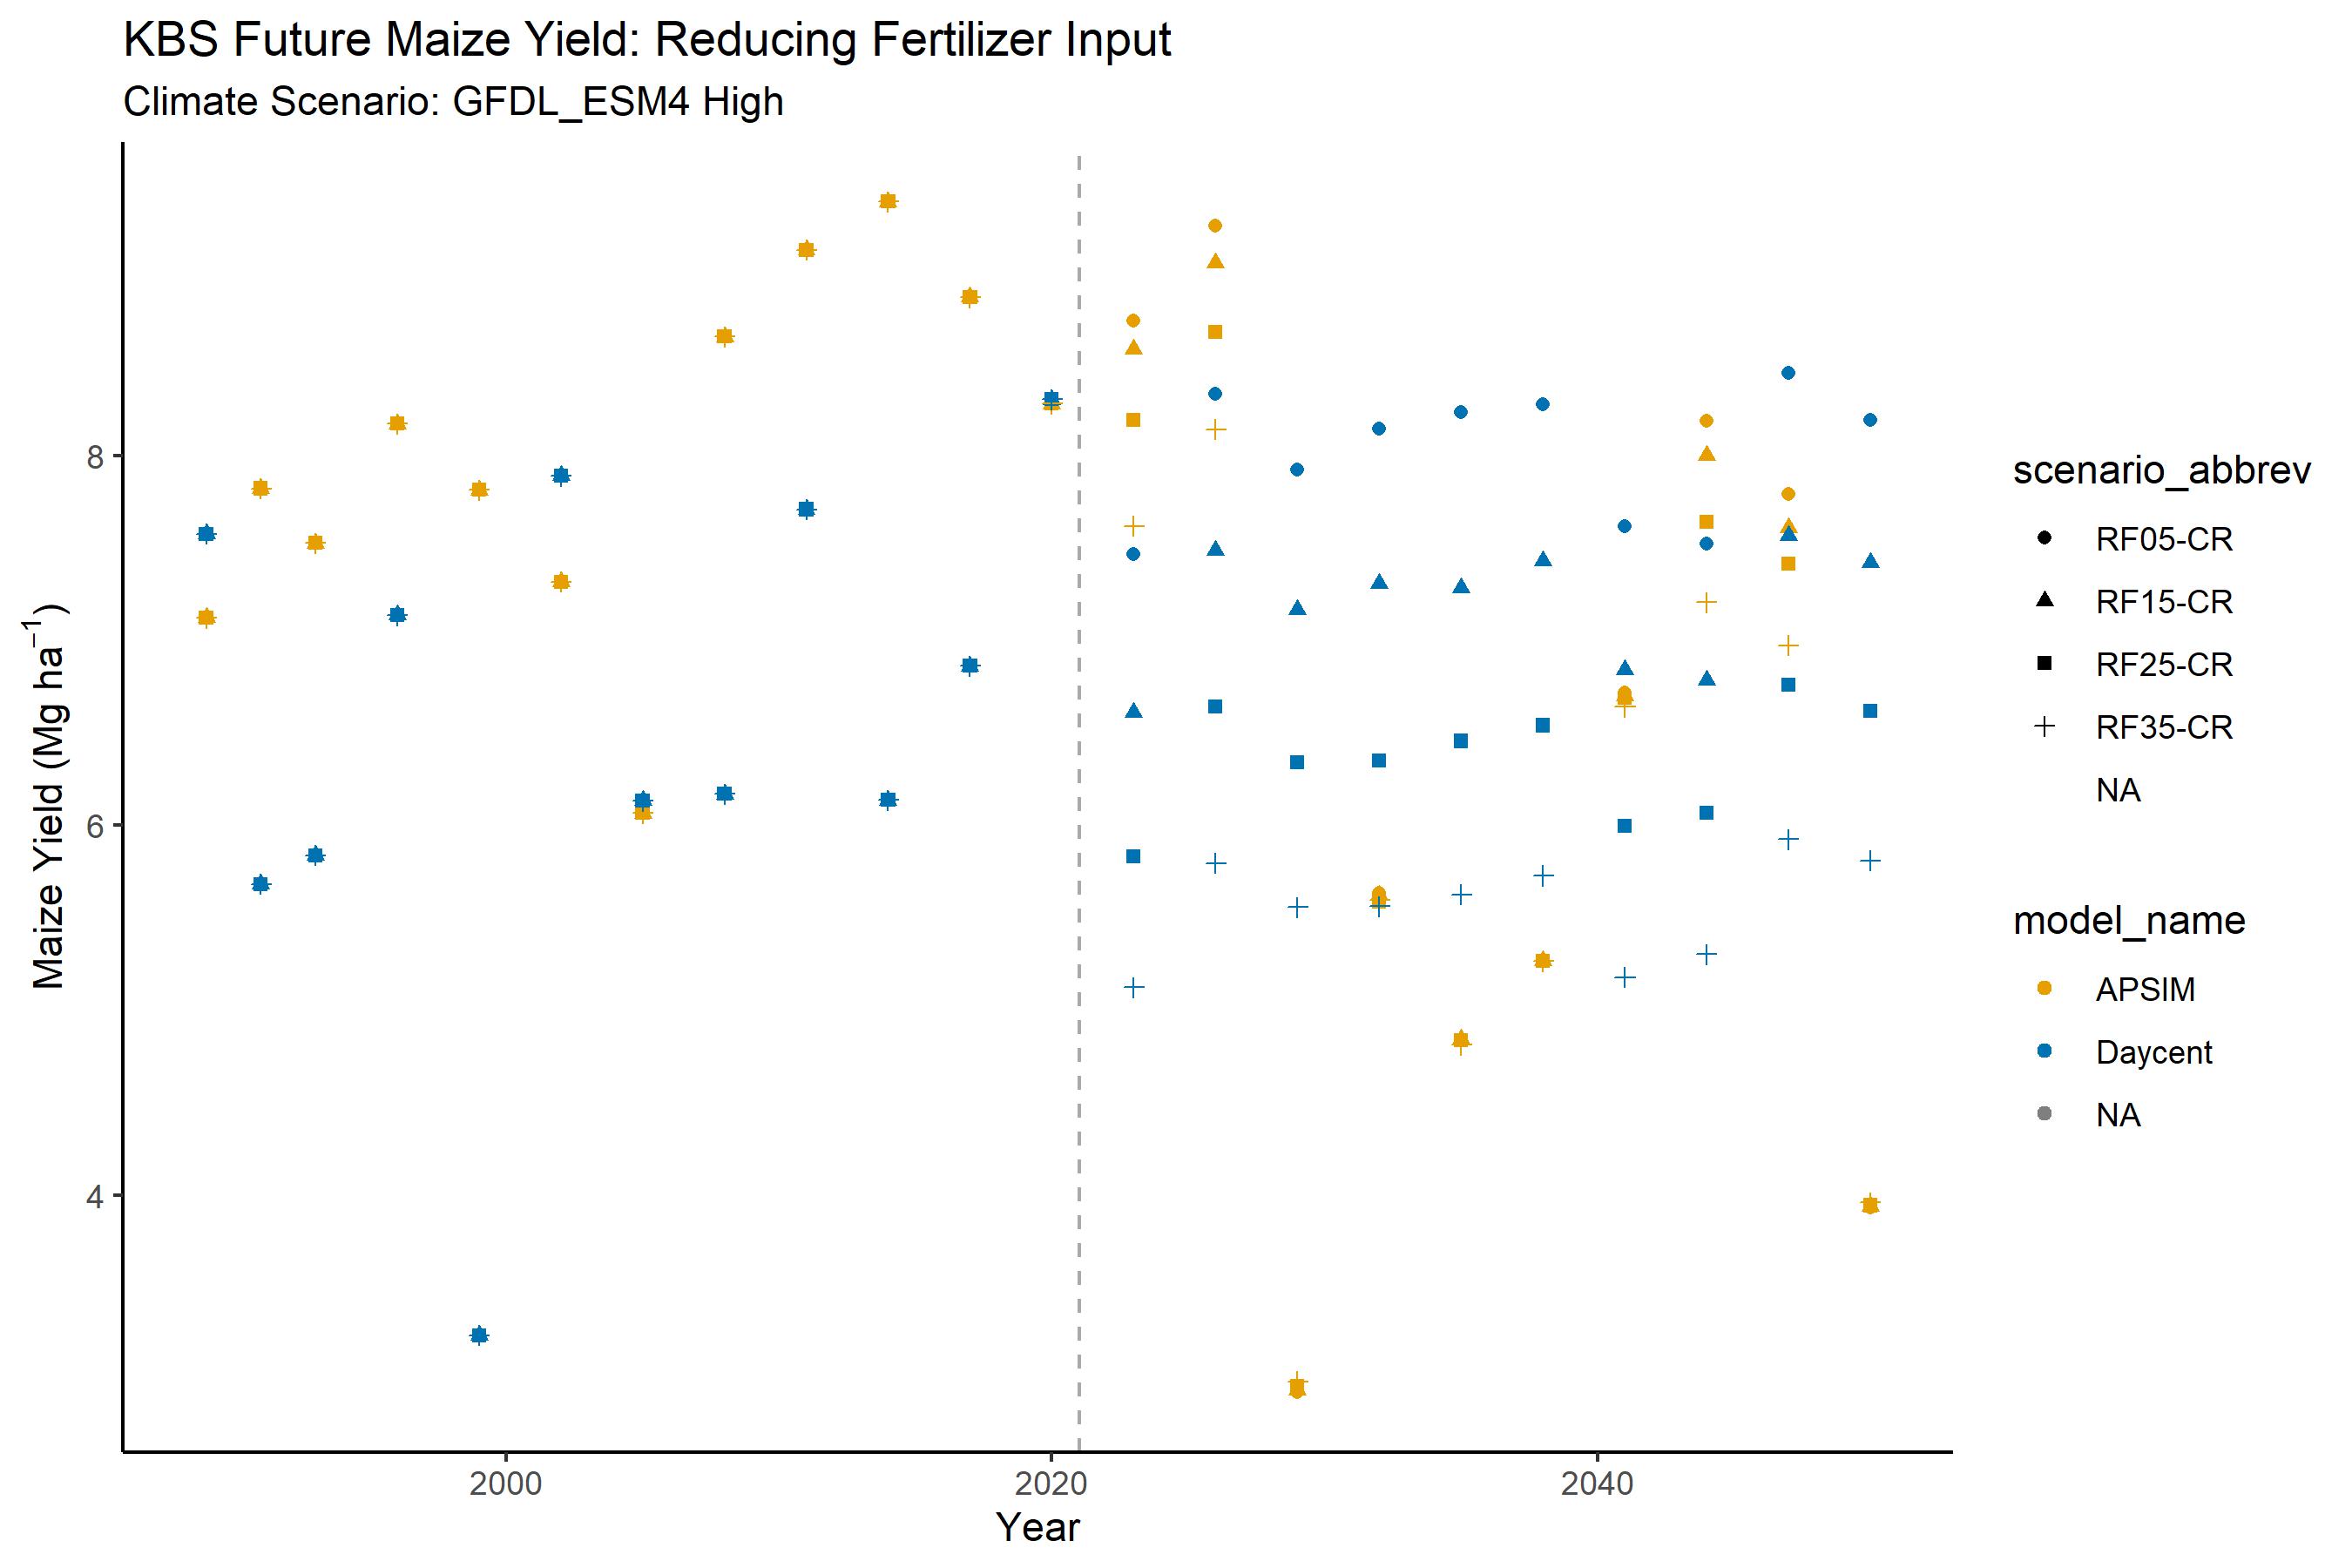 KBS Future Maize Yield: Reducing Fertilizer Input
Climate Scenario: GFDL_ESM4 High
Maize Yield (Mg ha⁻¹)
8
6
4
2000
2020
2040
Year
scenario_abbrev
RF05-CR
RF15-CR
RF25-CR
RF35-CR
NA
model_name
APSIM
Daycent
NA